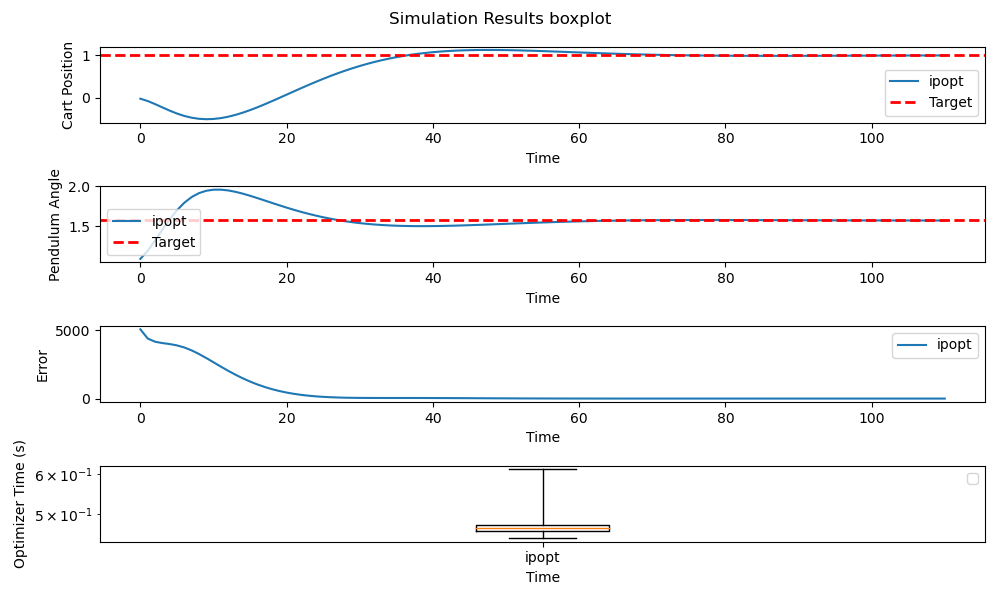 Simulation Results boxplot
Cart Position
1
0
ipopt
Target
0 20 40 60 80 100
Time
Pendulum Angle
2.0
1.5
ipopt
Target
0 20 40 60 80 100
Time
Error
5000
0
ipopt
0 20 40 60 80 100
Time
Optimizer Time (s)
6 × 10⁻¹
5 × 10⁻¹
ipopt
Time